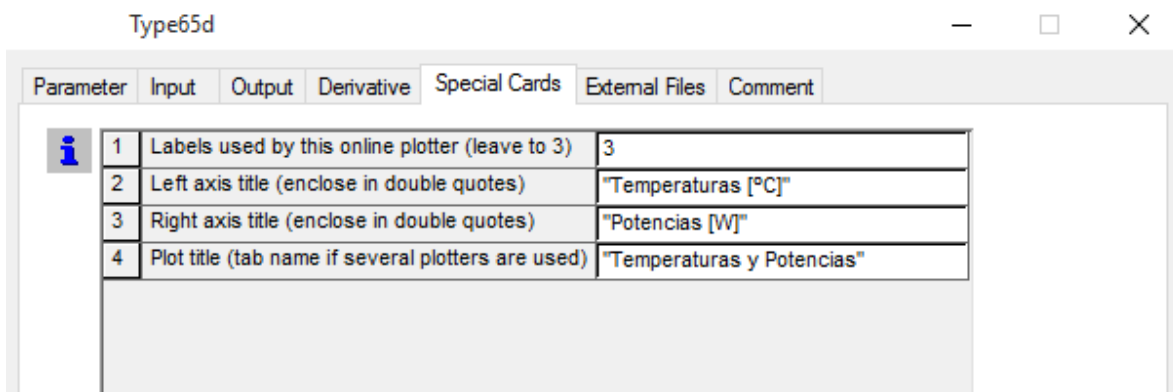 Type65d
Parameter Input Output Derivative Special Cards External Files Comment
i
1 Labels used by this online plotter (leave to 3) 3
2 Left axis title (enclose in double quotes) "Temperaturas [ºC]"
3 Right axis title (enclose in double quotes) "Potencias [W]"
4 Plot title (tab name if several plotters are used) "Temperaturas y Potencias"